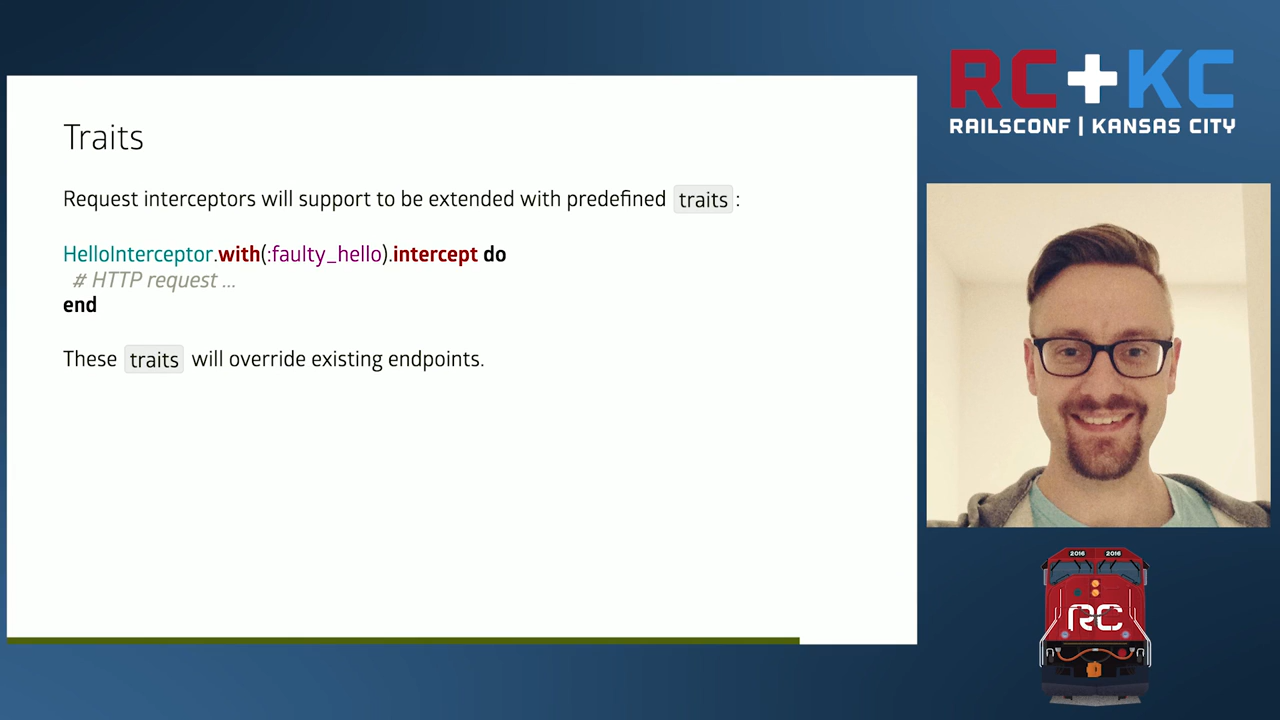 Traits
Request interceptors will support to be extended with predefined traits :
HelloInterceptor.with(:faulty_hello).intercept do
# HTTP request ...
end
These traits will override existing endpoints.
RC+KC
RAILSCONF | KANSAS CITY
2016 2016
RC